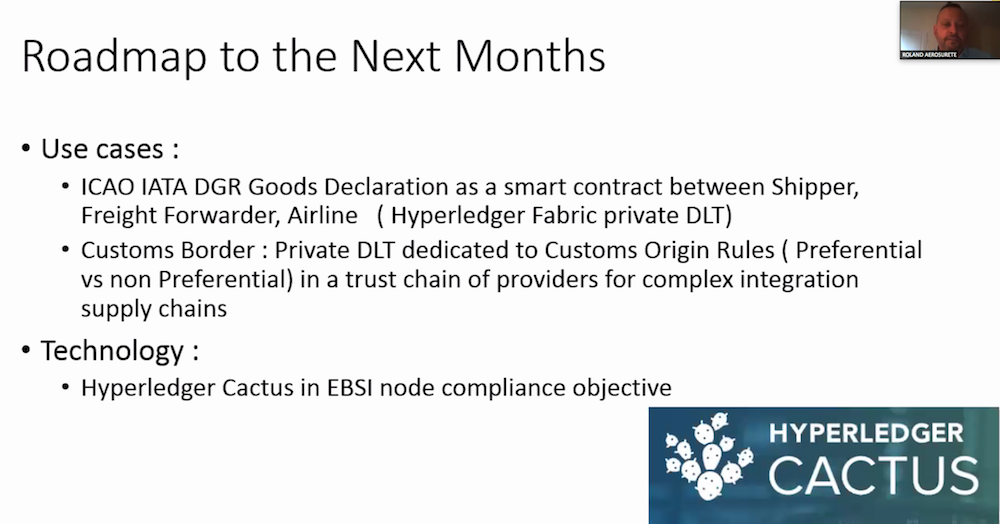 Roadmap to the Next Months
ROLAND AEROSURETE
• Use cases :
• ICAO IATA DGR Goods Declaration as a smart contract between Shipper,
Freight Forwarder, Airline ( Hyperledger Fabric private DLT)
• Customs Border : Private DLT dedicated to Customs Origin Rules ( Preferential
vs non Preferential) in a trust chain of providers for complex integration
supply chains
• Technology :
• Hyperledger Cactus in EBSI node compliance objective
HYPERLEDGER
CACTUS